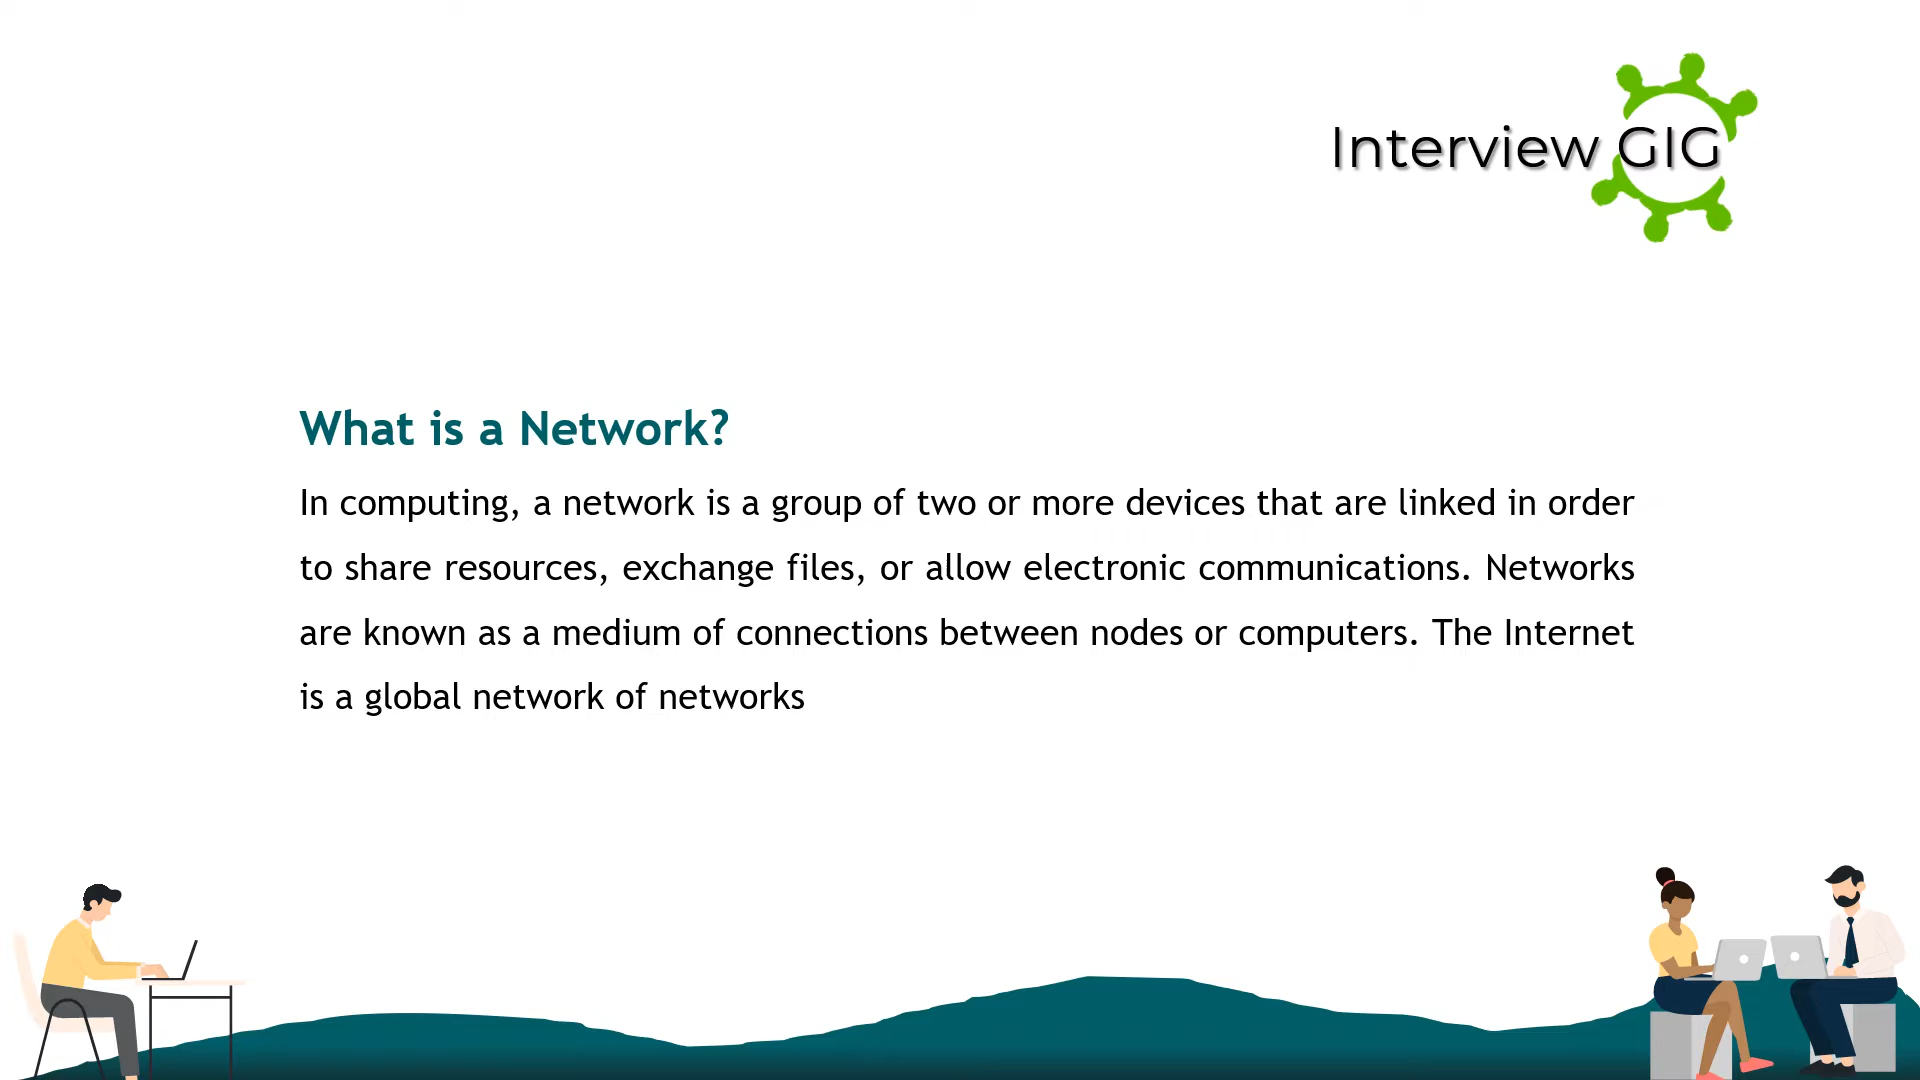 Interview GIG
What is a Network?
In computing, a network is a group of two or more devices that are linked in order
to share resources, exchange files, or allow electronic communications. Networks
are known as a medium of connections between nodes or computers. The Internet
is a global network of networks